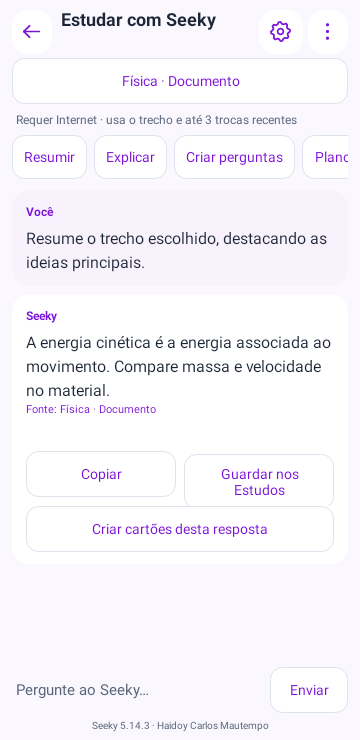 Estudar com Seeky
Física · Documento
Requer Internet · usa o trecho e até 3 trocas recentes
Resumir
Explicar
Criar perguntas
Plano
Você
Resume o trecho escolhido, destacando as
ideias principais.
Seeky
A energia cinética é a energia associada ao
movimento. Compare massa e velocidade
no material.
Fonte: Física · Documento
Copiar
Guardar nos
Estudos
Criar cartões desta resposta
Pergunte ao Seeky…
Enviar
Seeky 5.14.3 · Haidoy Carlos Mautempo